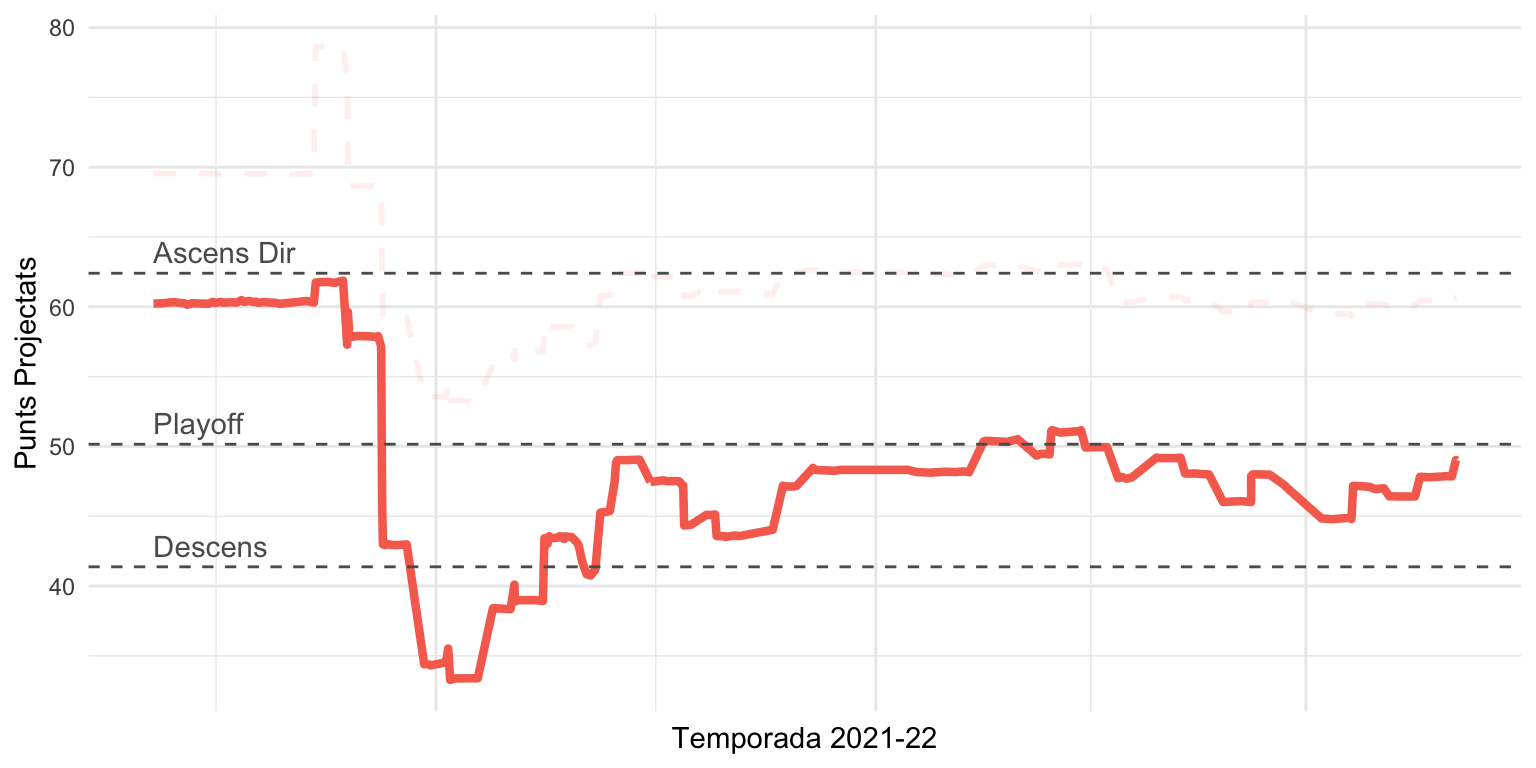 80
70
60
50
40
Punts Projectats
Ascens Dir
Playoff
Descens
Temporada 2021-22